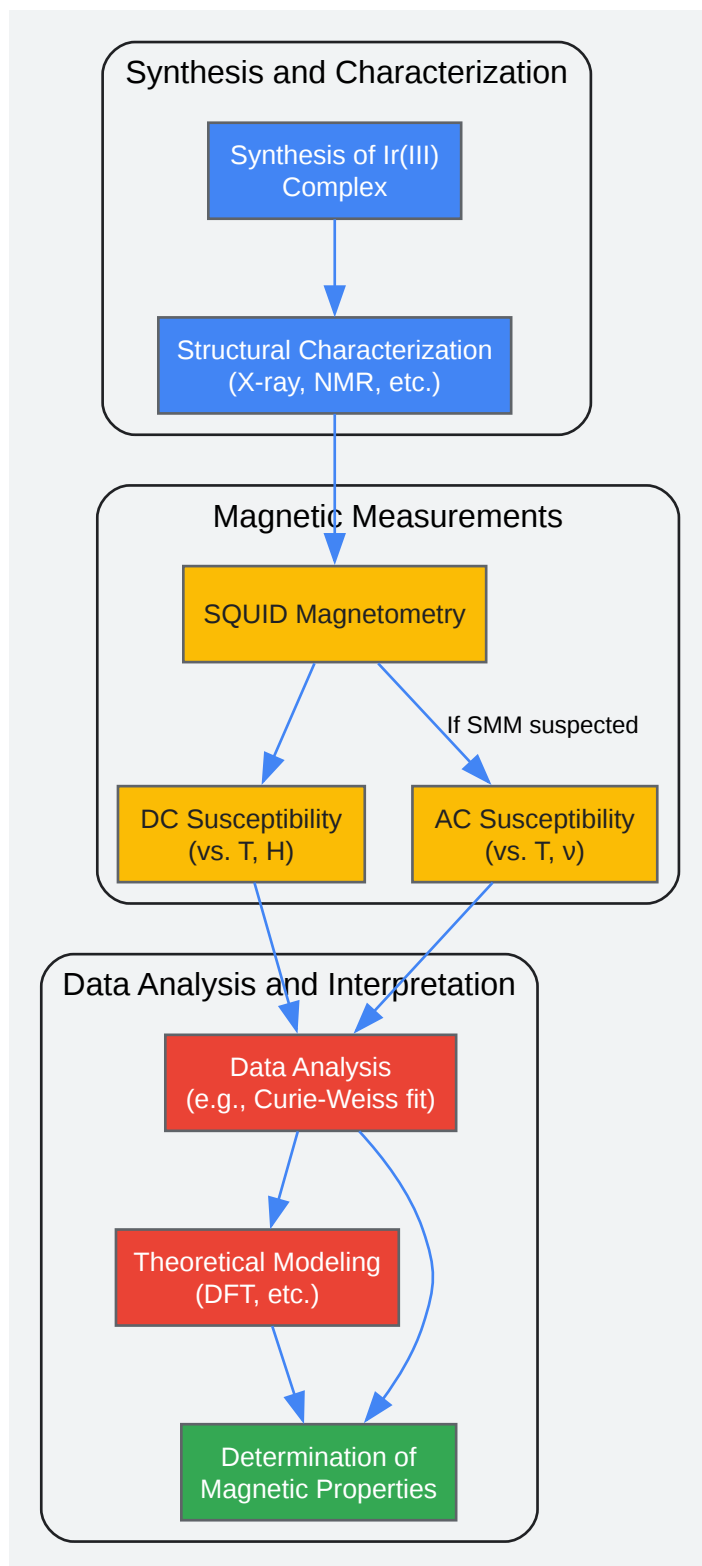 Synthesis and Characterization
Synthesis of Ir(III)
Complex
Structural Characterization
(X-ray, NMR, etc.)
Magnetic Measurements
SQUID Magnetometry
If SMM suspected
DC Susceptibility
(vs. T, H)
AC Susceptibility
(vs. T, ν)
Data Analysis and Interpretation
Data Analysis
(e.g., Curie-Weiss fit)
Theoretical Modeling
(DFT, etc.)
Determination of
Magnetic Properties